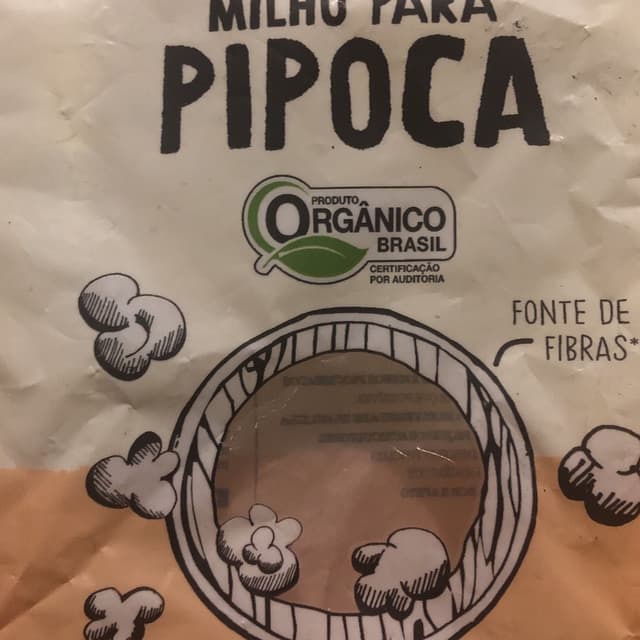 MILHO PARA
PIPOCA
PRODUTO
ORGÂNICO
BRASIL
CERTIFICAÇÃO
POR AUDITORIA
FONTE DE
FIBRAS*